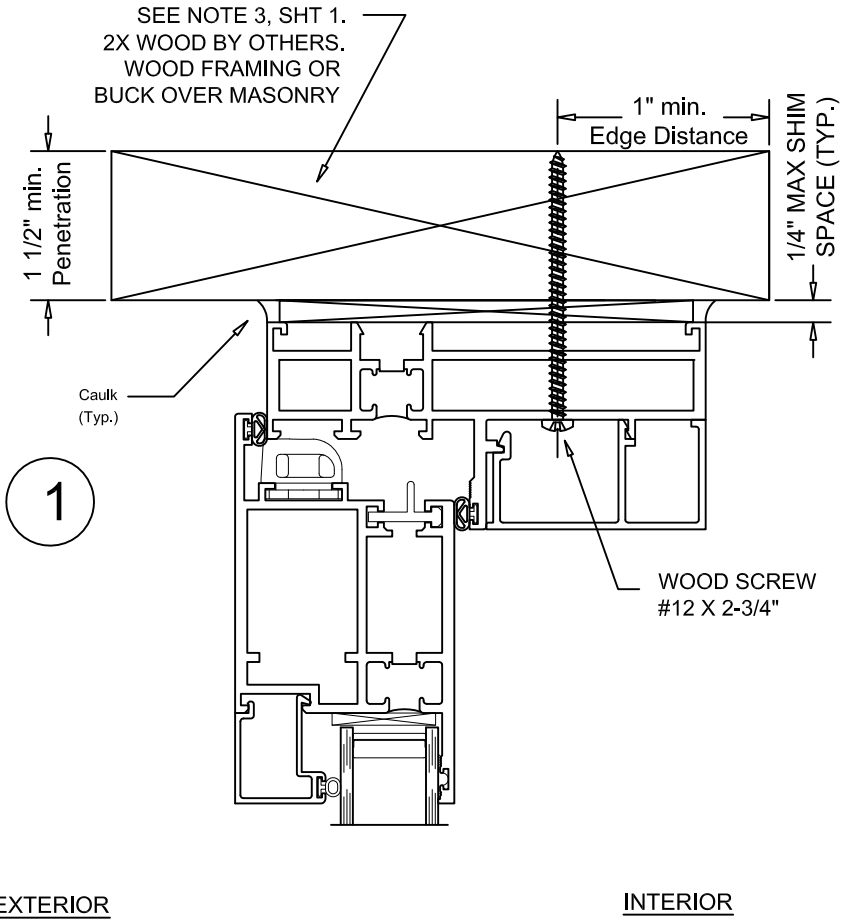 SEE NOTE 3, SHT 1.
2X WOOD BY OTHERS.
WOOD FRAMING OR
BUCK OVER MASONRY
1" min.
Edge Distance
1/4" MAX SHIM
SPACE (TYP.)
1 1/2" min.
Penetration
Caulk
(Typ.)
1
WOOD SCREW
#12 X 2-3/4"
EXTERIOR
INTERIOR